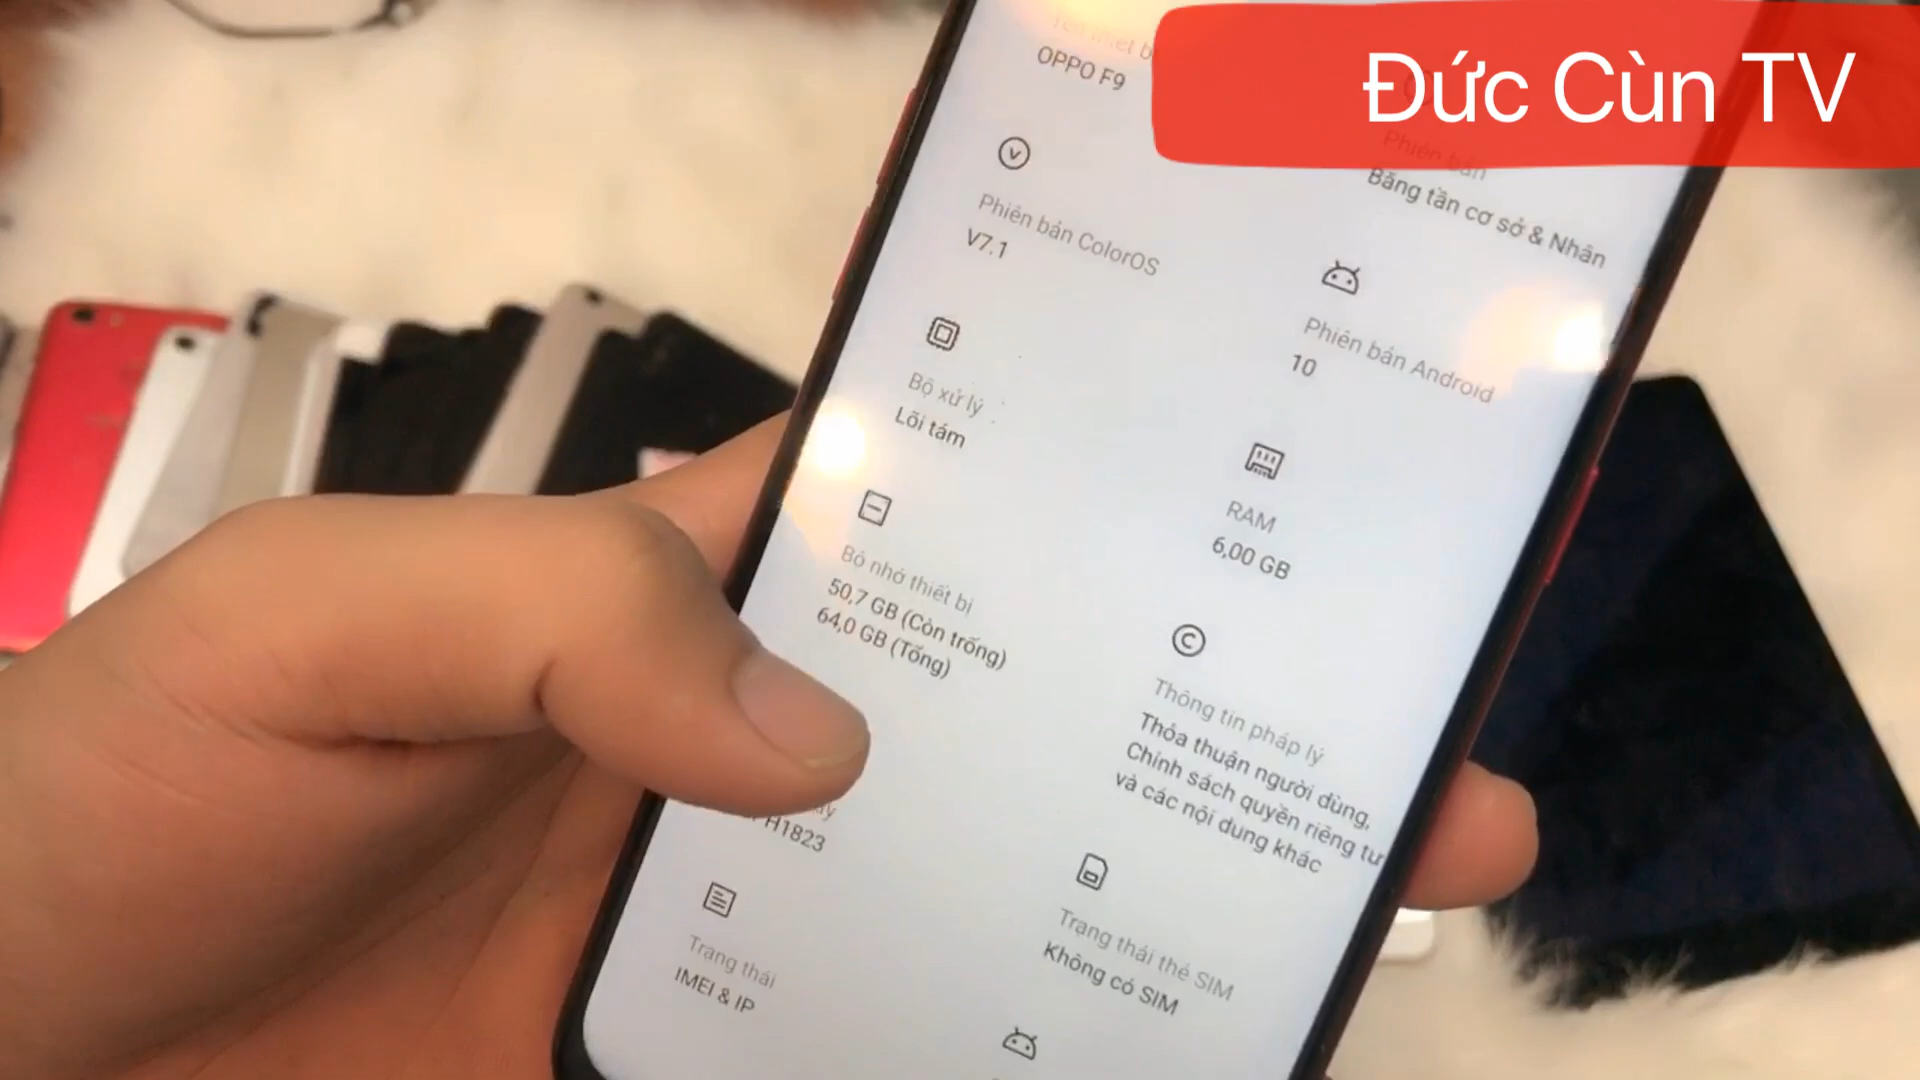 Đức Cùn TV
OPPO F9
Phiên bản
Băng tần cơ sở & Nhân
Phiên bản ColorOS
V7.1
Phiên bản Android
10
Bộ xử lý
Lõi tám
RAM
6,00 GB
Bộ nhớ thiết bị
50,7 GB (Còn trống)
64,0 GB (Tổng)
Thông tin pháp lý
Thỏa thuận người dùng,
Chính sách quyền riêng tư
và các nội dung khác
H1823
Trạng thái
IMEI & IP
Trạng thái thẻ SIM
Không có SIM